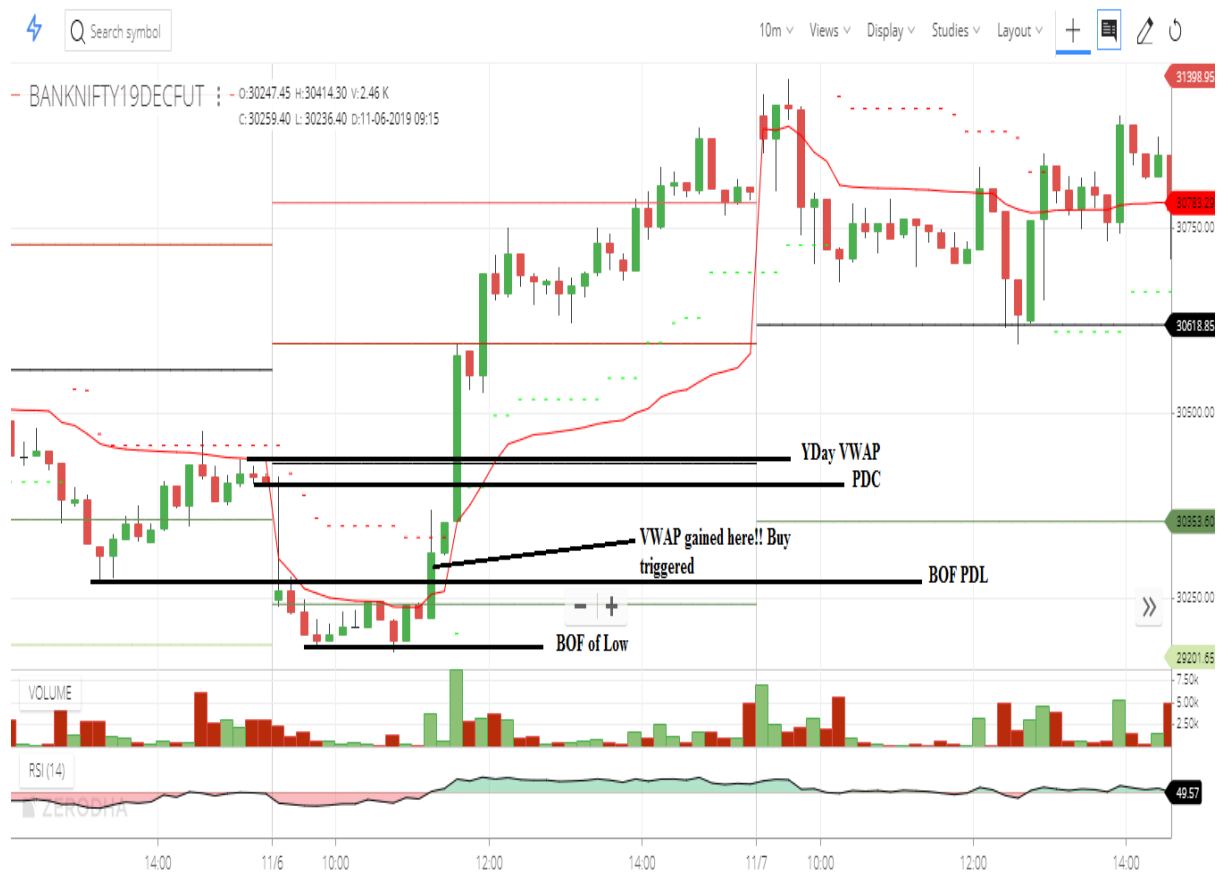 Search symbol
10m Views Display Studies Layout
BANKNIFTY19DECFUT
O:30247.45 H:30414.30 V:2.46 K
C:30259.40 L: 30236.40 D:11-06-2019 09:15
31398.95
30783.23
30750.00
30618.85
30500.00
YDay VWAP
PDC
30353.60
VWAP gained here!! Buy
triggered
BOF PDL
30250.00
BOF of Low
29201.65
VOLUME
7.50k
5.00k
2.50k
RSI (14)
49.57
ZERODHA
14:00 11/6 10:00 12:00 14:00 11/7 10:00 12:00 14:00